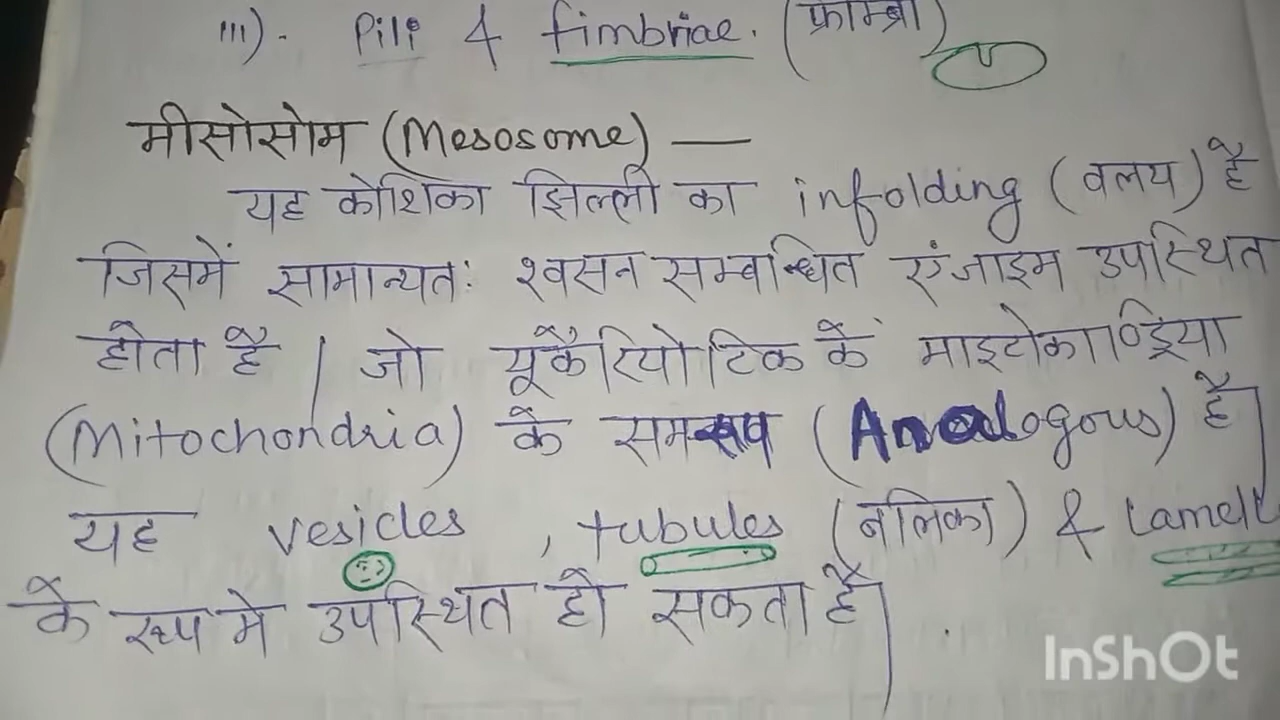 iii). Pili & fimbriae. (फ्राम्ब्री)
मीसोसोम (Mesosome) —
यह कोशिका झिल्ली का infolding (वलय) है
जिसमें सामान्यतः श्वसन सम्बन्धित एंजाइम उपस्थित
होता है | जो यूकैरियोटिक कें माइटोकाण्ड्रिया
(Mitochondria) के समरूप (Analogous) है|
यह vesicles , tubules (नलिका) & Lamell
के रूप मे उपस्थित हो सकता है| .
InShOt